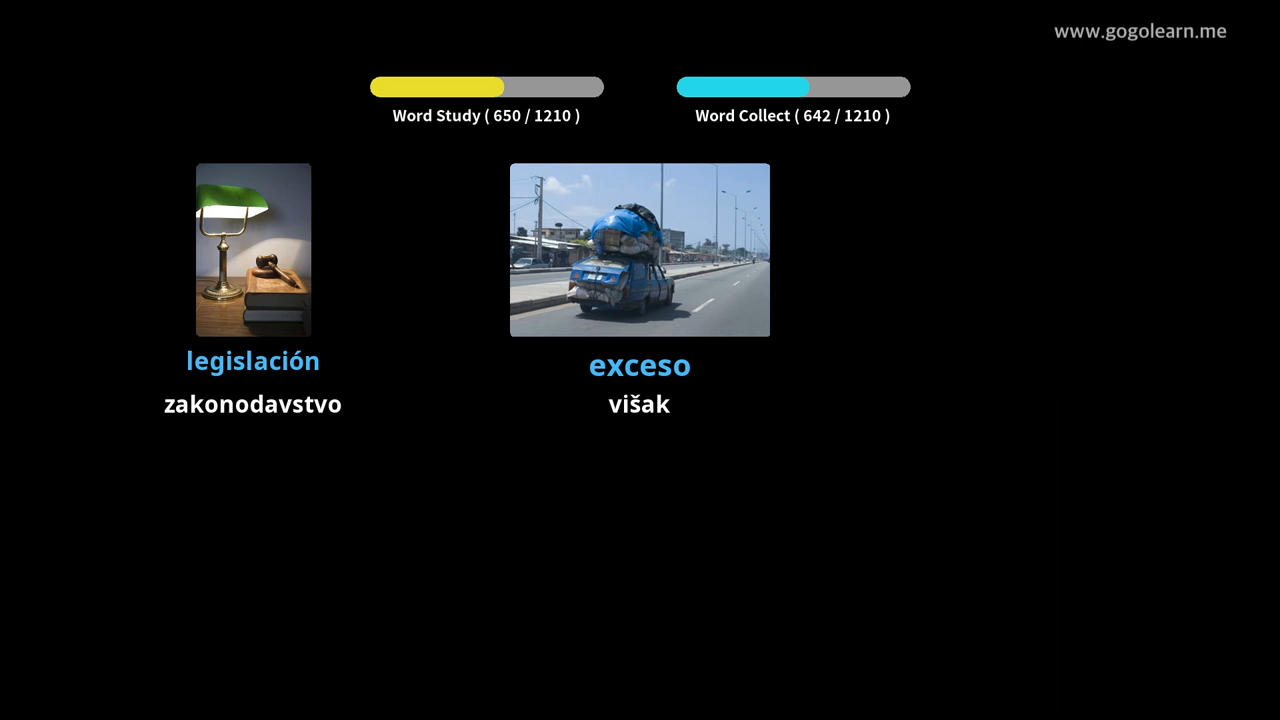 www.gogolearn.me
Word Study ( 650 / 1210 )
Word Collect ( 642 / 1210 )
legislación
zakonodavstvo
exceso
višak